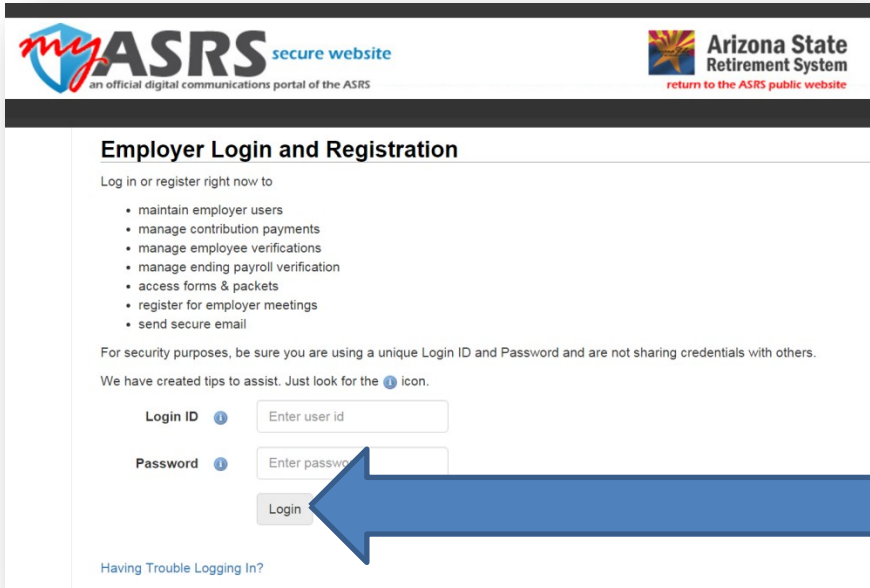 myASRS secure website
an official digital communications portal of the ASRS
Arizona State
Retirement System
return to the ASRS public website
Employer Login and Registration
Log in or register right now to
• maintain employer users
• manage contribution payments
• manage employee verifications
• manage ending payroll verification
• access forms & packets
• register for employer meetings
• send secure email
For security purposes, be sure you are using a unique Login ID and Password and are not sharing credentials with others.
We have created tips to assist. Just look for the i icon.
Login ID i Enter user id
Password i Enter passwo
Login
Having Trouble Logging In?